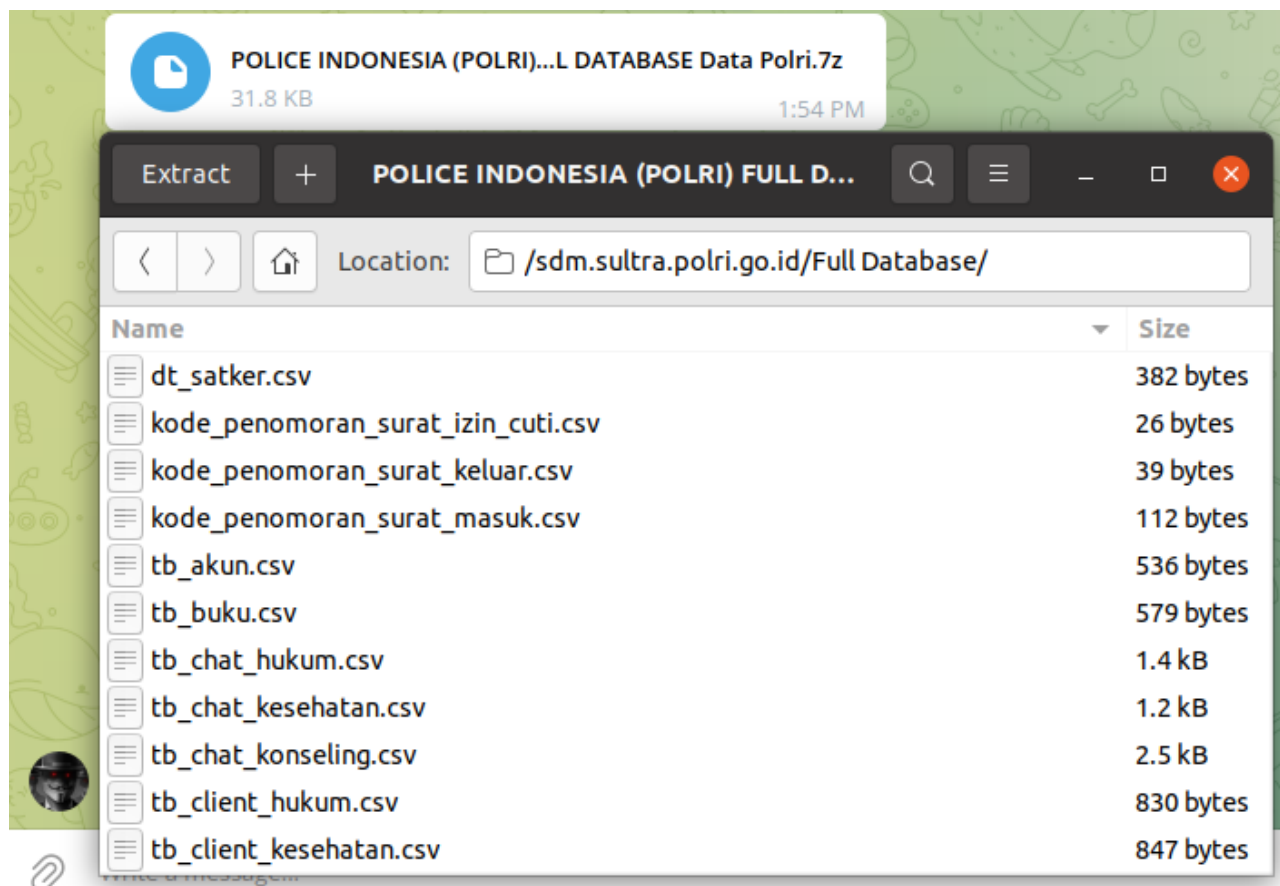 POLICE INDONESIA (POLRI)...L DATABASE Data Polri.7z
31.8 KB
1:54 PM
Extract
+
POLICE INDONESIA (POLRI) FULL D...
Location:
/sdm.sultra.polri.go.id/Full Database/
Name Size
dt_satker.csv 382 bytes
kode_penomoran_surat_izin_cuti.csv 26 bytes
kode_penomoran_surat_keluar.csv 39 bytes
kode_penomoran_surat_masuk.csv 112 bytes
tb_akun.csv 536 bytes
tb_buku.csv 579 bytes
tb_chat_hukum.csv 1.4 kB
tb_chat_kesehatan.csv 1.2 kB
tb_chat_konseling.csv 2.5 kB
tb_client_hukum.csv 830 bytes
tb_client_kesehatan.csv 847 bytes
Write a message...